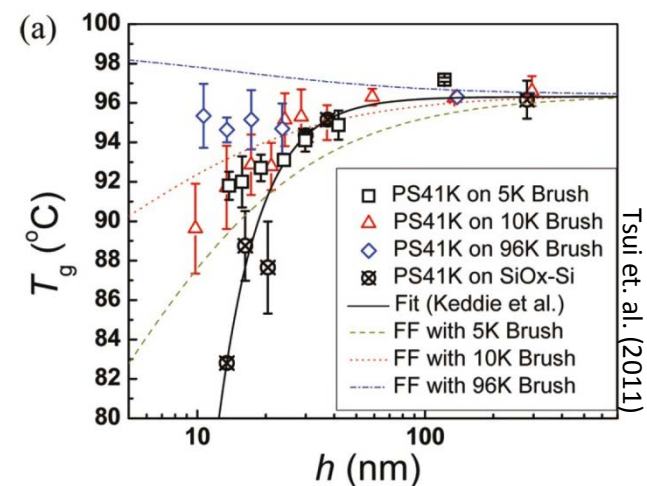 (a)
100
98
96
94
92
90
88
86
84
82
80
Tg (°C)
PS41K on 5K Brush
PS41K on 10K Brush
PS41K on 96K Brush
PS41K on SiOx-Si
Fit (Keddie et al.)
FF with 5K Brush
FF with 10K Brush
FF with 96K Brush
10
100
h (nm)
Tsui et. al. (2011)